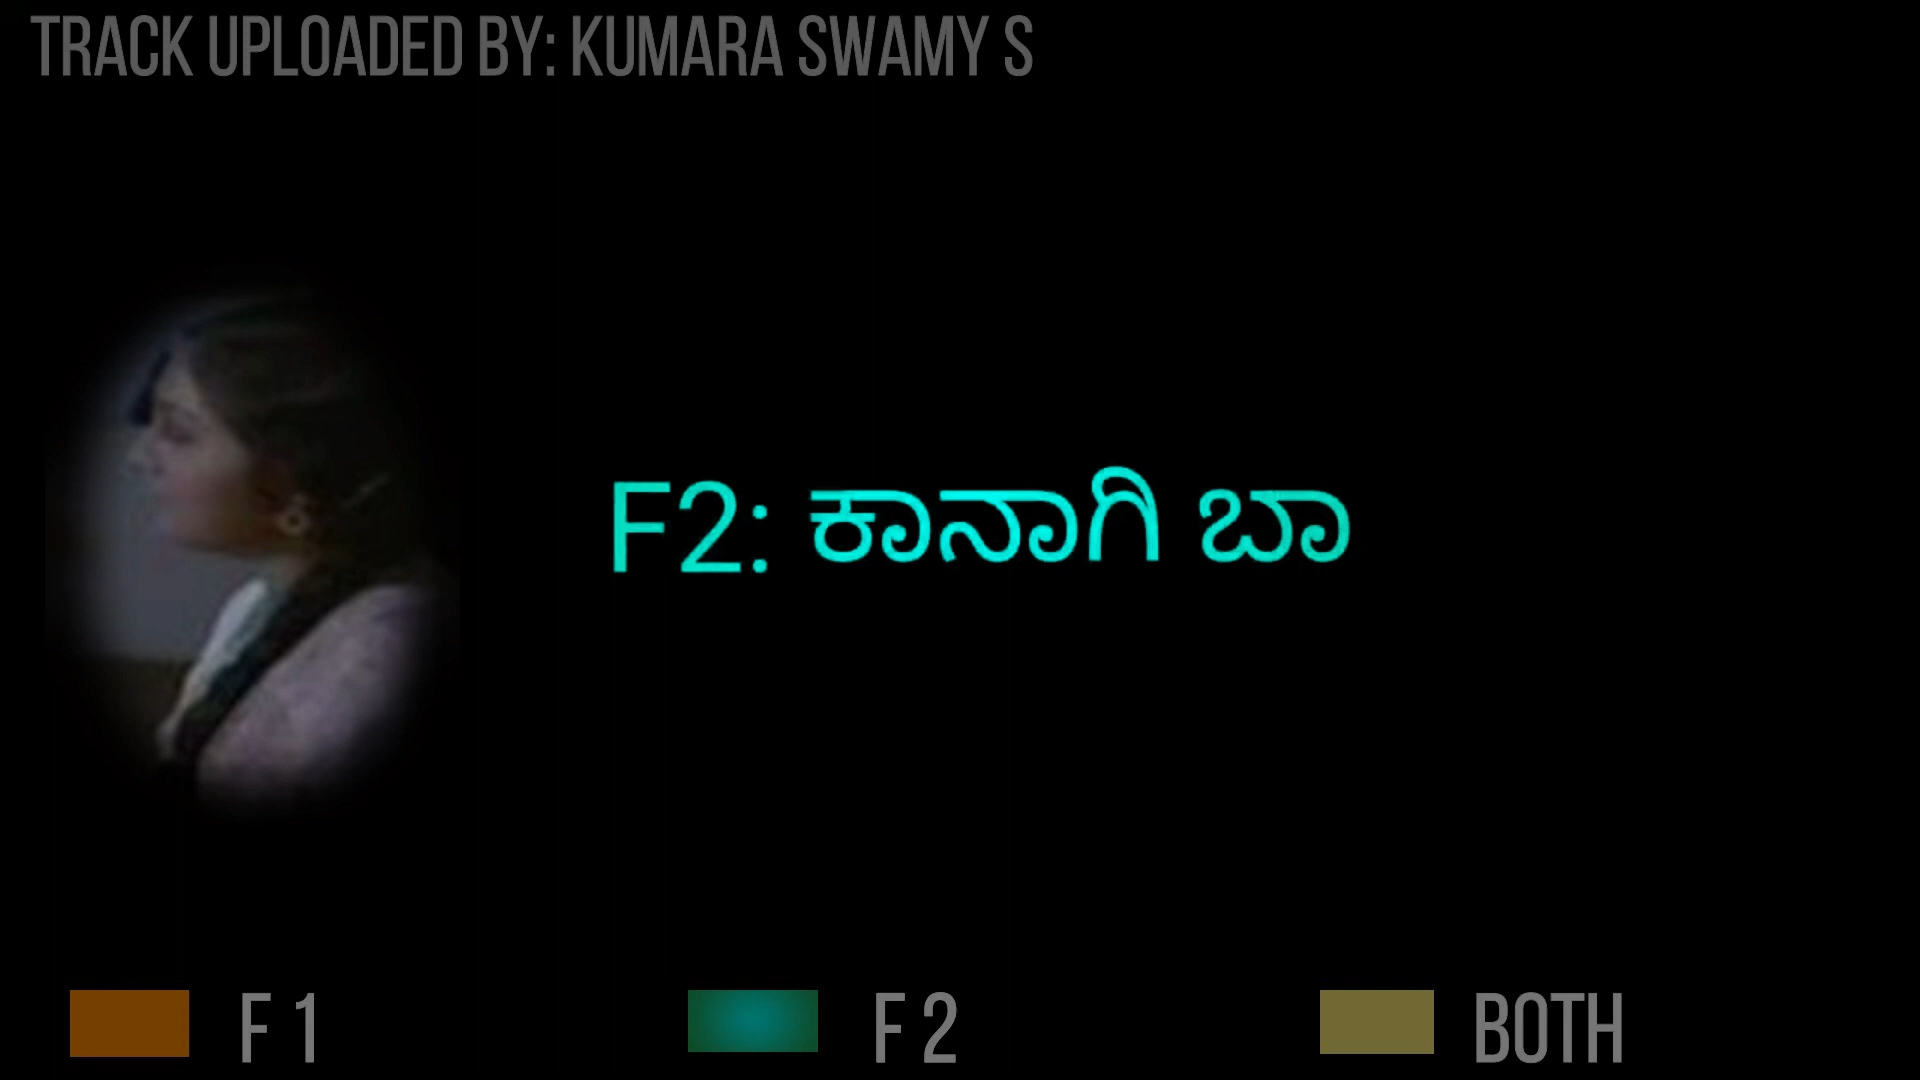 TRACK UPLOADED BY: KUMARA SWAMY S
F2: ಕಾನಾಗಿ ಬಾ
F 1 F 2 BOTH